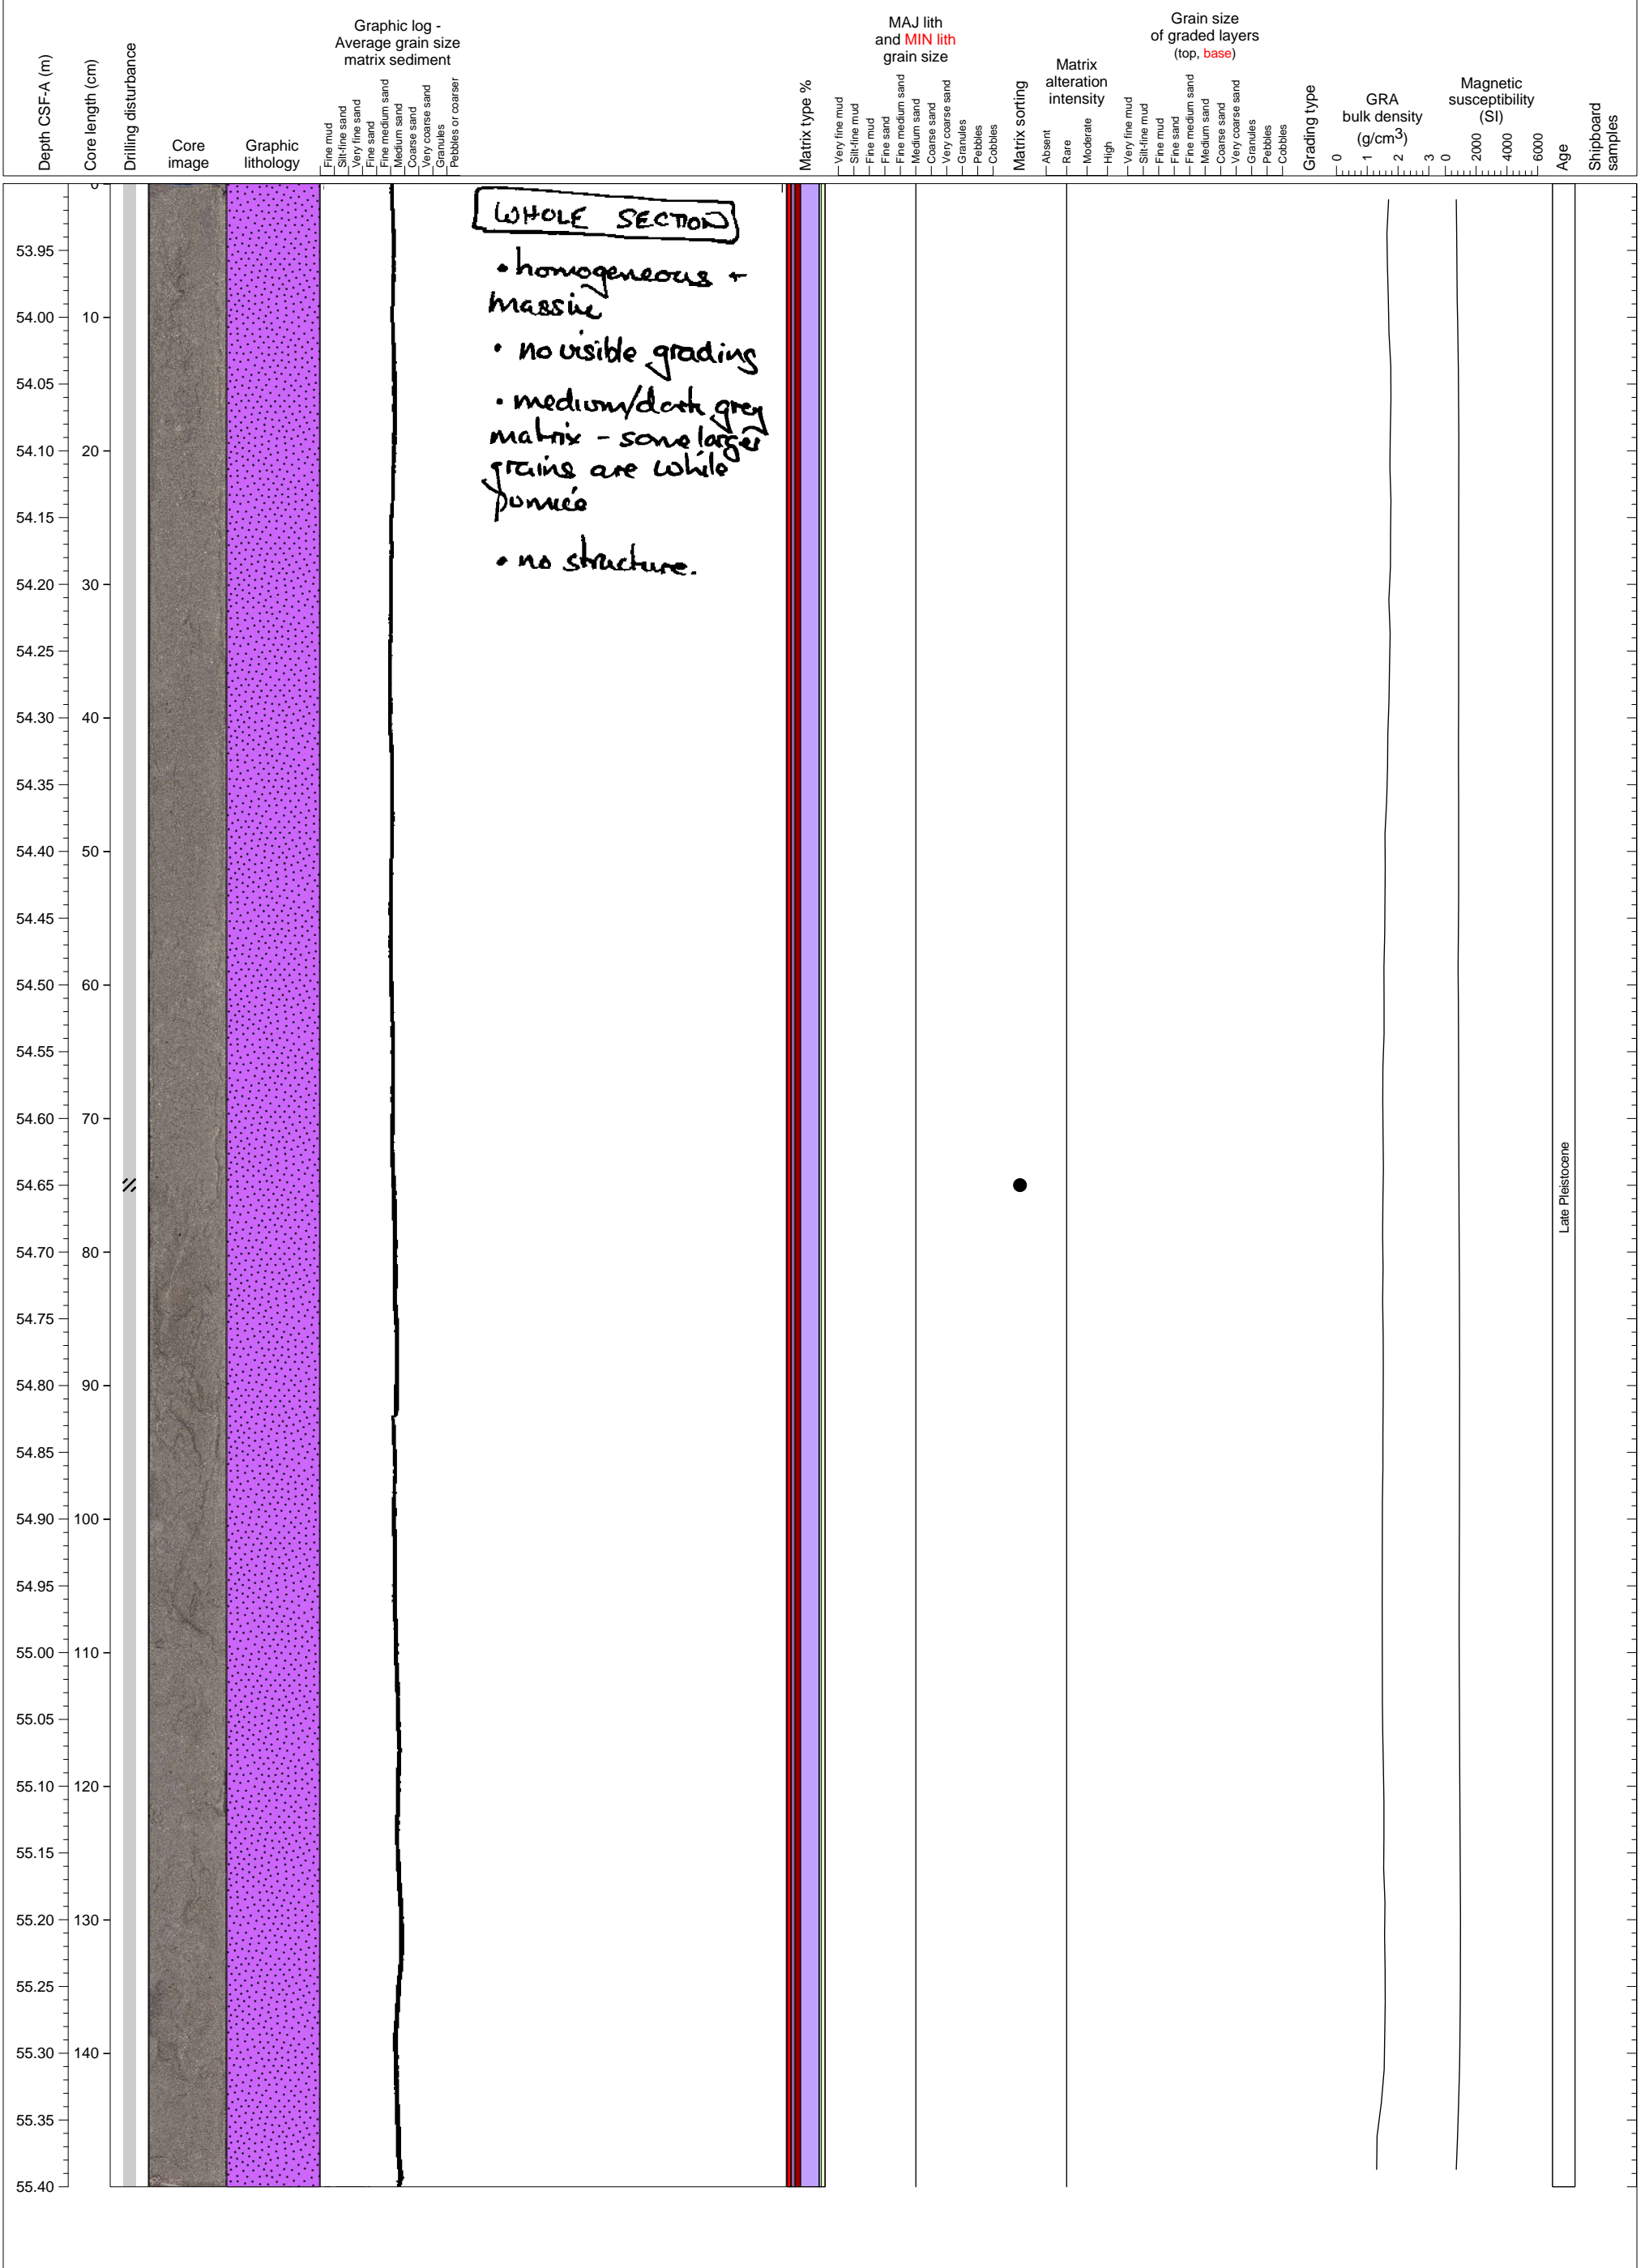 Depth CSF-A (m)
Core length (cm)
Drilling disturbance
Core
image
Graphic
lithology
Graphic log -
Average grain size
matrix sediment
Fine mud
Silt-fine sand
Very fine sand
Fine sand
Fine medium sand
Medium sand
Coarse sand
Very coarse sand
Granules
Pebbles or coarser
Matrix type %
MAJ lith
and MIN lith
grain size
Very fine mud
Silt-fine mud
Fine mud
Fine sand
Fine medium sand
Medium sand
Coarse sand
Very coarse sand
Granules
Pebbles
Cobbles
Matrix sorting
Matrix
alteration
intensity
Absent
Rare
Moderate
High
Grain size
of graded layers
(top, base)
Very fine mud
Silt-fine mud
Fine mud
Fine sand
Fine medium sand
Medium sand
Coarse sand
Very coarse sand
Granules
Pebbles
Cobbles
Grading type
GRA
bulk density
(g/cm3)
0 1 2 3
Magnetic
susceptibility
(SI)
0 2000 4000 6000
Age
Shipboard
samples
WHOLE SECTION
• homogeneous +
massive
• no visible grading
• medium/dark grey
matrix - some larger
grains are white
pumice
• no structure.
0
53.95
54.00 10
54.05
54.10 20
54.15
54.20 30
54.25
54.30 40
54.35
54.40 50
54.45
54.50 60
54.55
54.60 70
54.65
54.70 80
54.75
54.80 90
54.85
54.90 100
54.95
55.00 110
55.05
55.10 120
55.15
55.20 130
55.25
55.30 140
55.35
55.40
Late Pleistocene